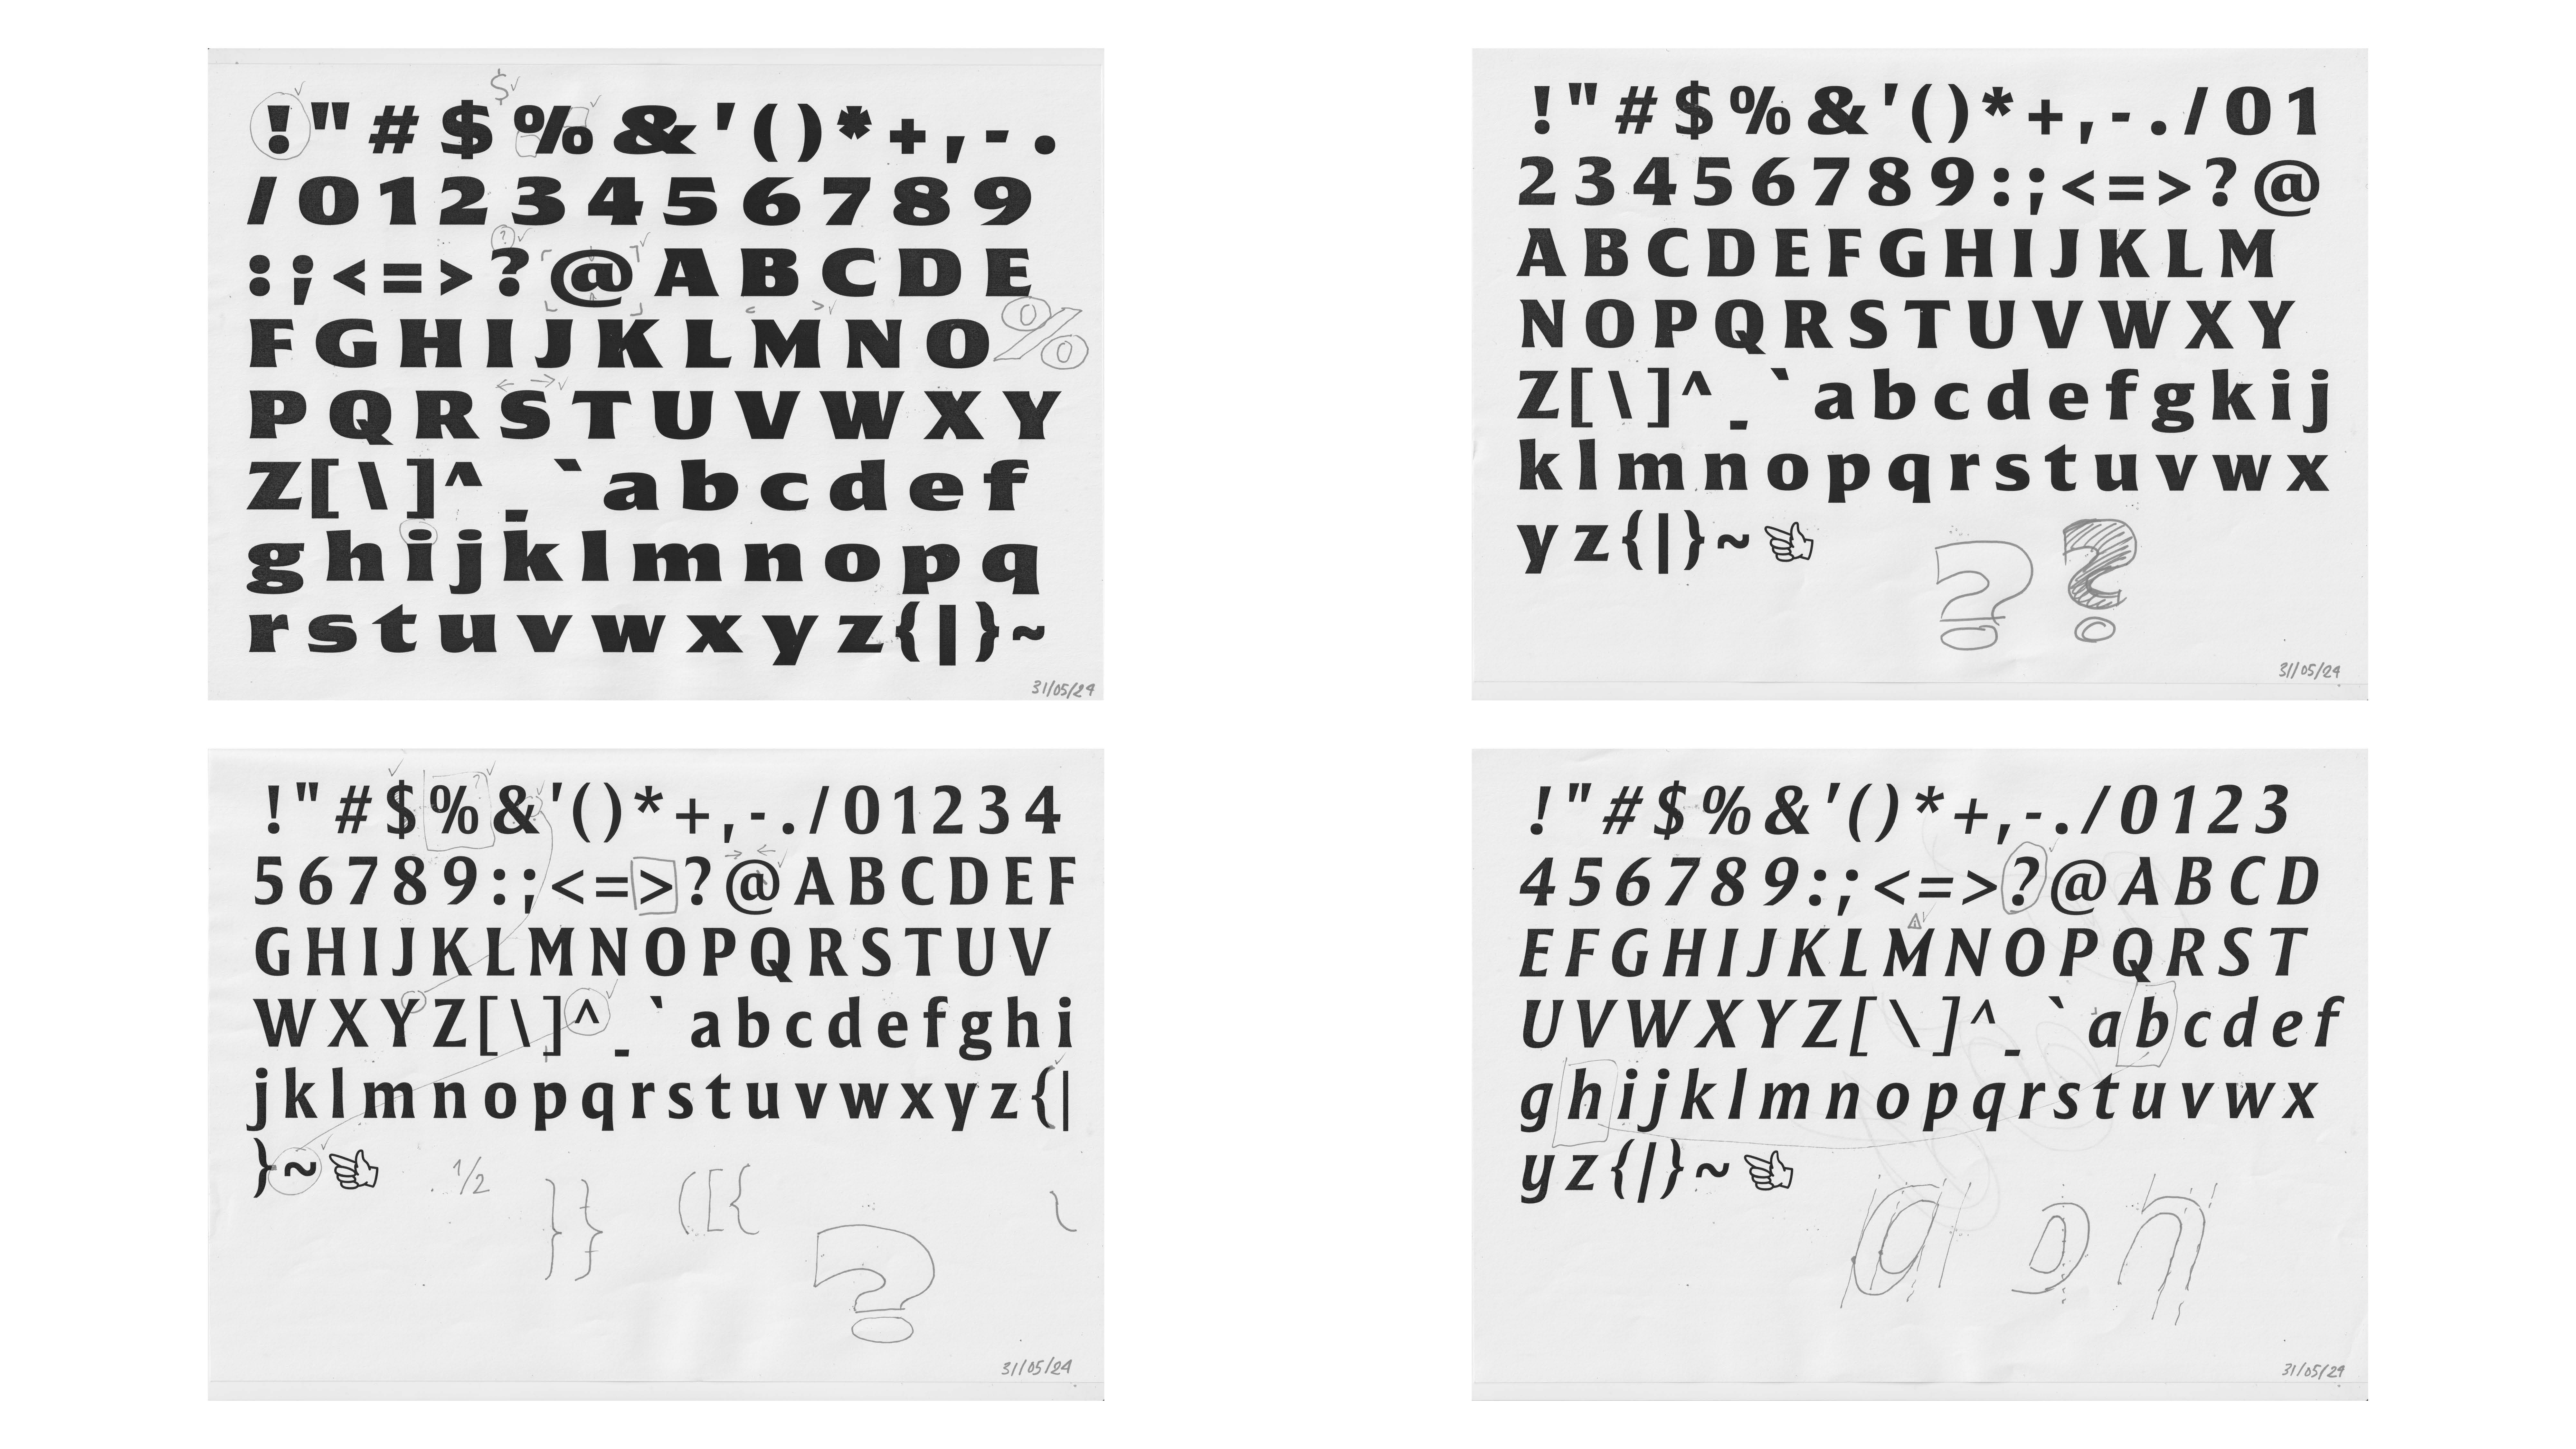 $
!"#$%&'()*+,-.
/0123456789
?
:;<=>?@ABCDE
%
FGHIJKLMNO
PQRSTUVWXY
Z[\]^_`abcdef
ghijklmnopq
rstuvwxyz{|}~
31/05/24
!"#$%&'()*+,-./01
23456789:;<=>?@
ABCDEFGHIJKLM
NOPQRSTUVWXY
Z[\]^_`abcdefgkij
klmnopqrstuvwx
yz{|}~
? ?
31/05/24
?
!"#$%&'()*+,-./01234
56789:;<=>?@ABCDEF
GHIJKLMNOPQRSTUV
WXYZ[\]^_`abcdefghi
jklmnopqrstuvwxyz{|
}~
1/2
}} ([{
?
31/05/24
!"#$%&'()*+,-./0123
456789:;<=>?@ABCD
EFGHIJKLMNOPQRST
UVWXYZ[\]^_`abcdef
ghijklmnopqrstuvwx
yz{|}~
31/05/24